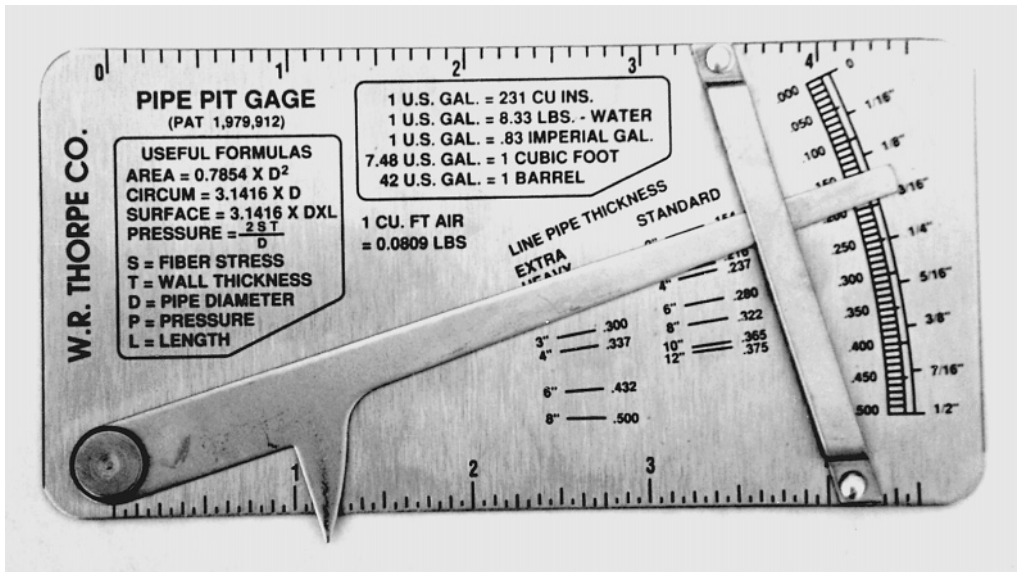 0 1 2 3 4
PIPE PIT GAGE
(PAT 1,979,912)
W.R. THORPE CO.
USEFUL FORMULAS
AREA = 0.7854 X D²
CIRCUM = 3.1416 X D
SURFACE = 3.1416 X DXL
PRESSURE = 2 S T / D
S = FIBER STRESS
T = WALL THICKNESS
D = PIPE DIAMETER
P = PRESSURE
L = LENGTH
1 U.S. GAL. = 231 CU INS.
1 U.S. GAL. = 8.33 LBS. - WATER
1 U.S. GAL. = .83 IMPERIAL GAL.
7.48 U.S. GAL. = 1 CUBIC FOOT
42 U.S. GAL. = 1 BARREL
1 CU. FT AIR
= 0.0809 LBS
LINE PIPE THICKNESS
STANDARD
4" .237
6" .280
8" .322
10" .365
12" .375
EXTRA
3" .300
4" .337
6" .432
8" .500
.000 0
.050 1/16"
.100 1/8"
3/16"
.250 1/4"
.300 5/16"
.350 3/8"
.400
.450 7/16"
.500 1/2"
1 2 3